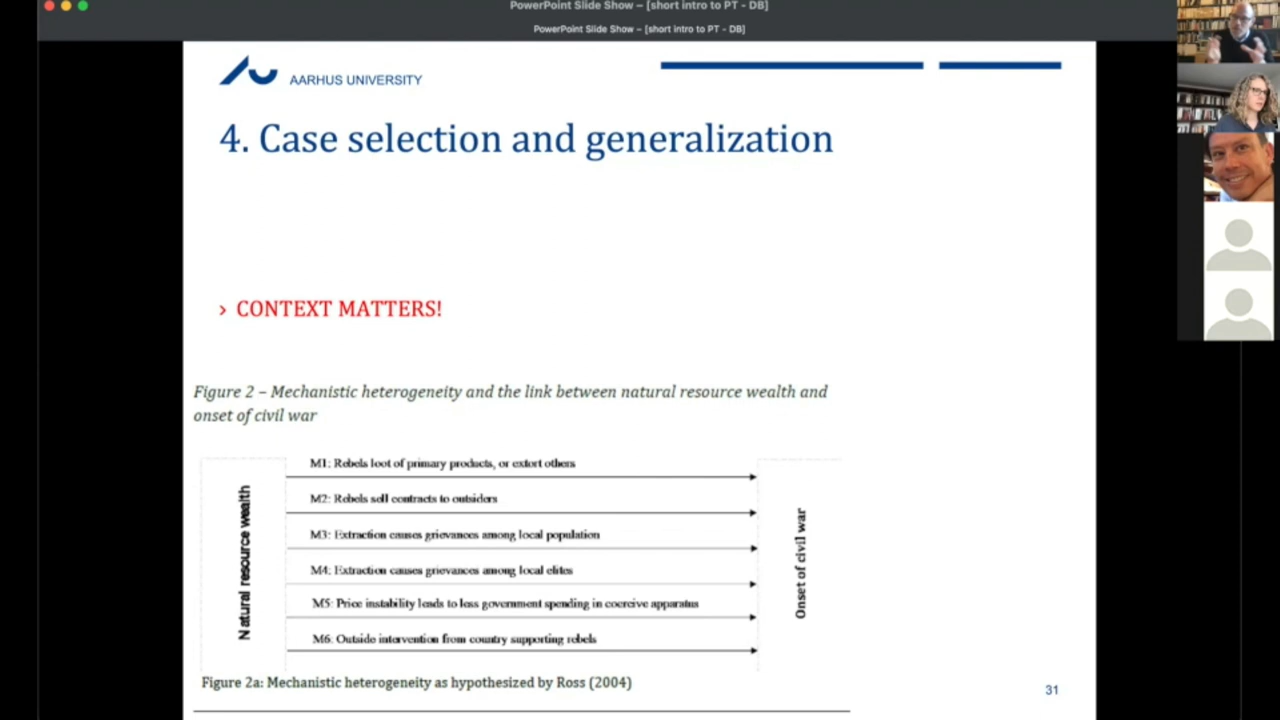 PowerPoint Slide Show – [short intro to PT - DB]
PowerPoint Slide Show – [short intro to PT - DB]
AARHUS UNIVERSITY
4. Case selection and generalization
› CONTEXT MATTERS!
Figure 2 – Mechanistic heterogeneity and the link between natural resource wealth and
onset of civil war
Natural resource wealth
M1: Rebels loot of primary products, or extort others
M2: Rebels sell contracts to outsiders
M3: Extraction causes grievances among local population
M4: Extraction causes grievances among local elites
M5: Price instability leads to less government spending in coercive apparatus
M6: Outside intervention from country supporting rebels
Onset of civil war
Figure 2a: Mechanistic heterogeneity as hypothesized by Ross (2004)
31